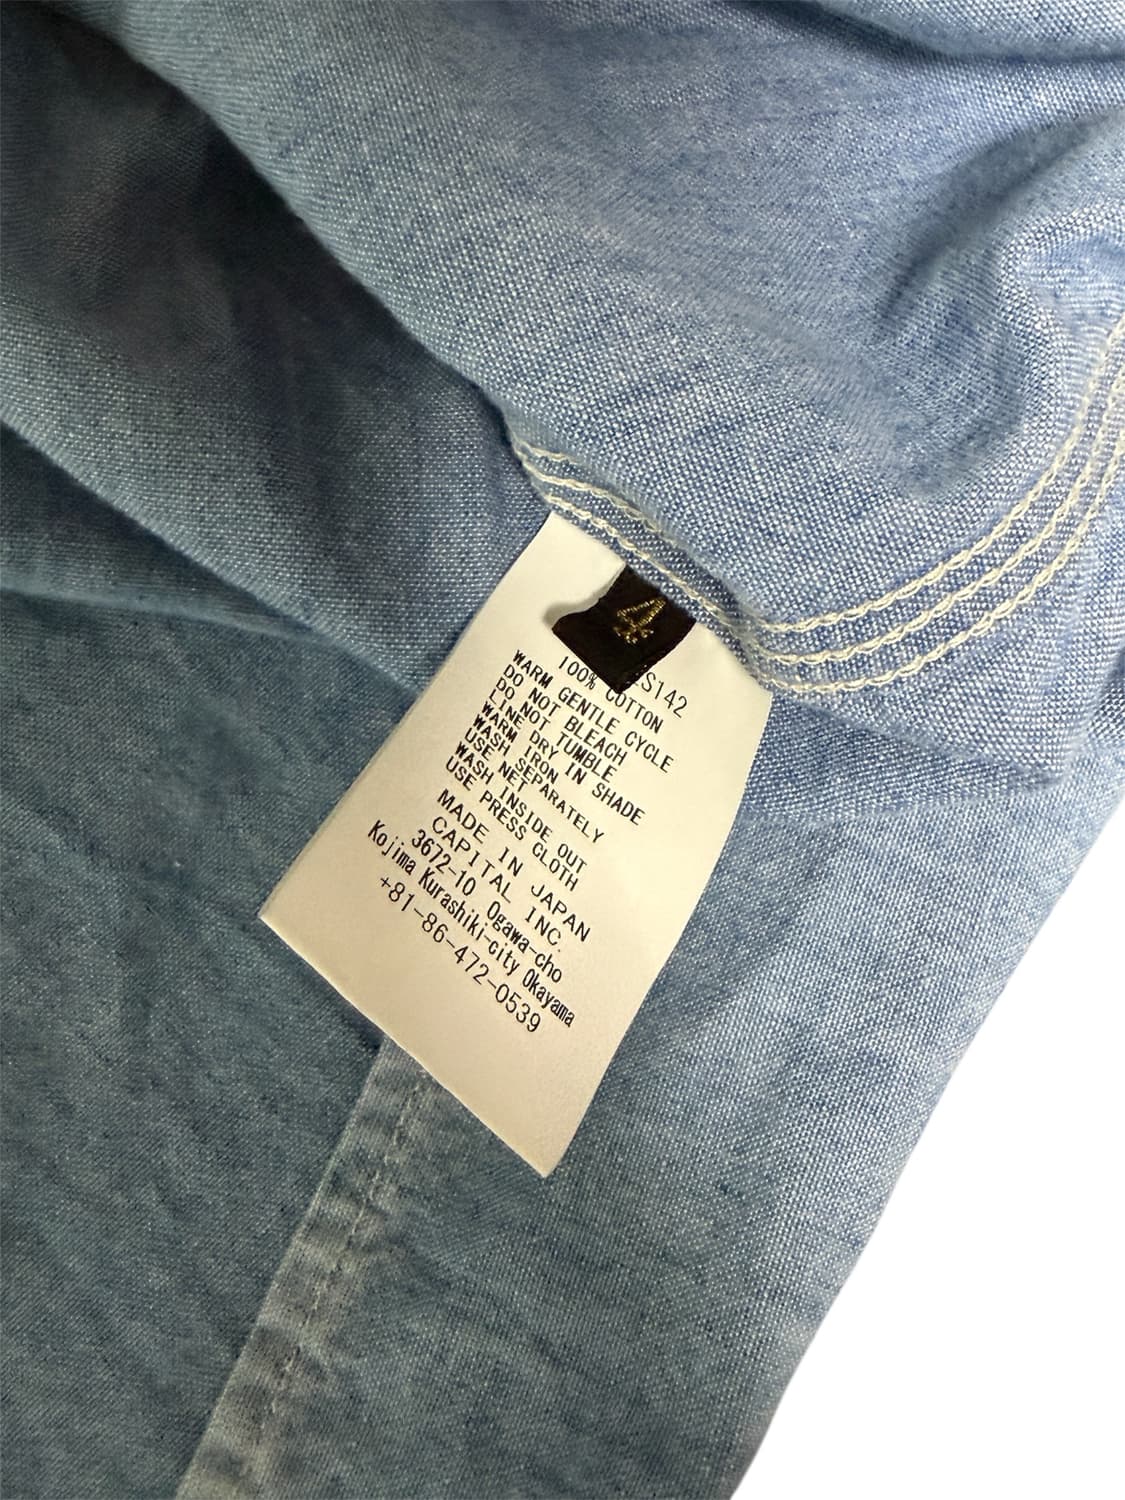 4
S142
100% COTTON
WARM GENTLE CYCLE
DO NOT BLEACH
DO NOT TUMBLE
LINE DRY IN SHADE
WARM IRON
WASH SEPARATELY
USE NET
WASH INSIDE OUT
USE PRESS CLOTH
MADE IN JAPAN
CAPITAL INC.
3672-10 Ogawa-cho
Kojima Kurashiki-city Okayama
+81-86-472-0539